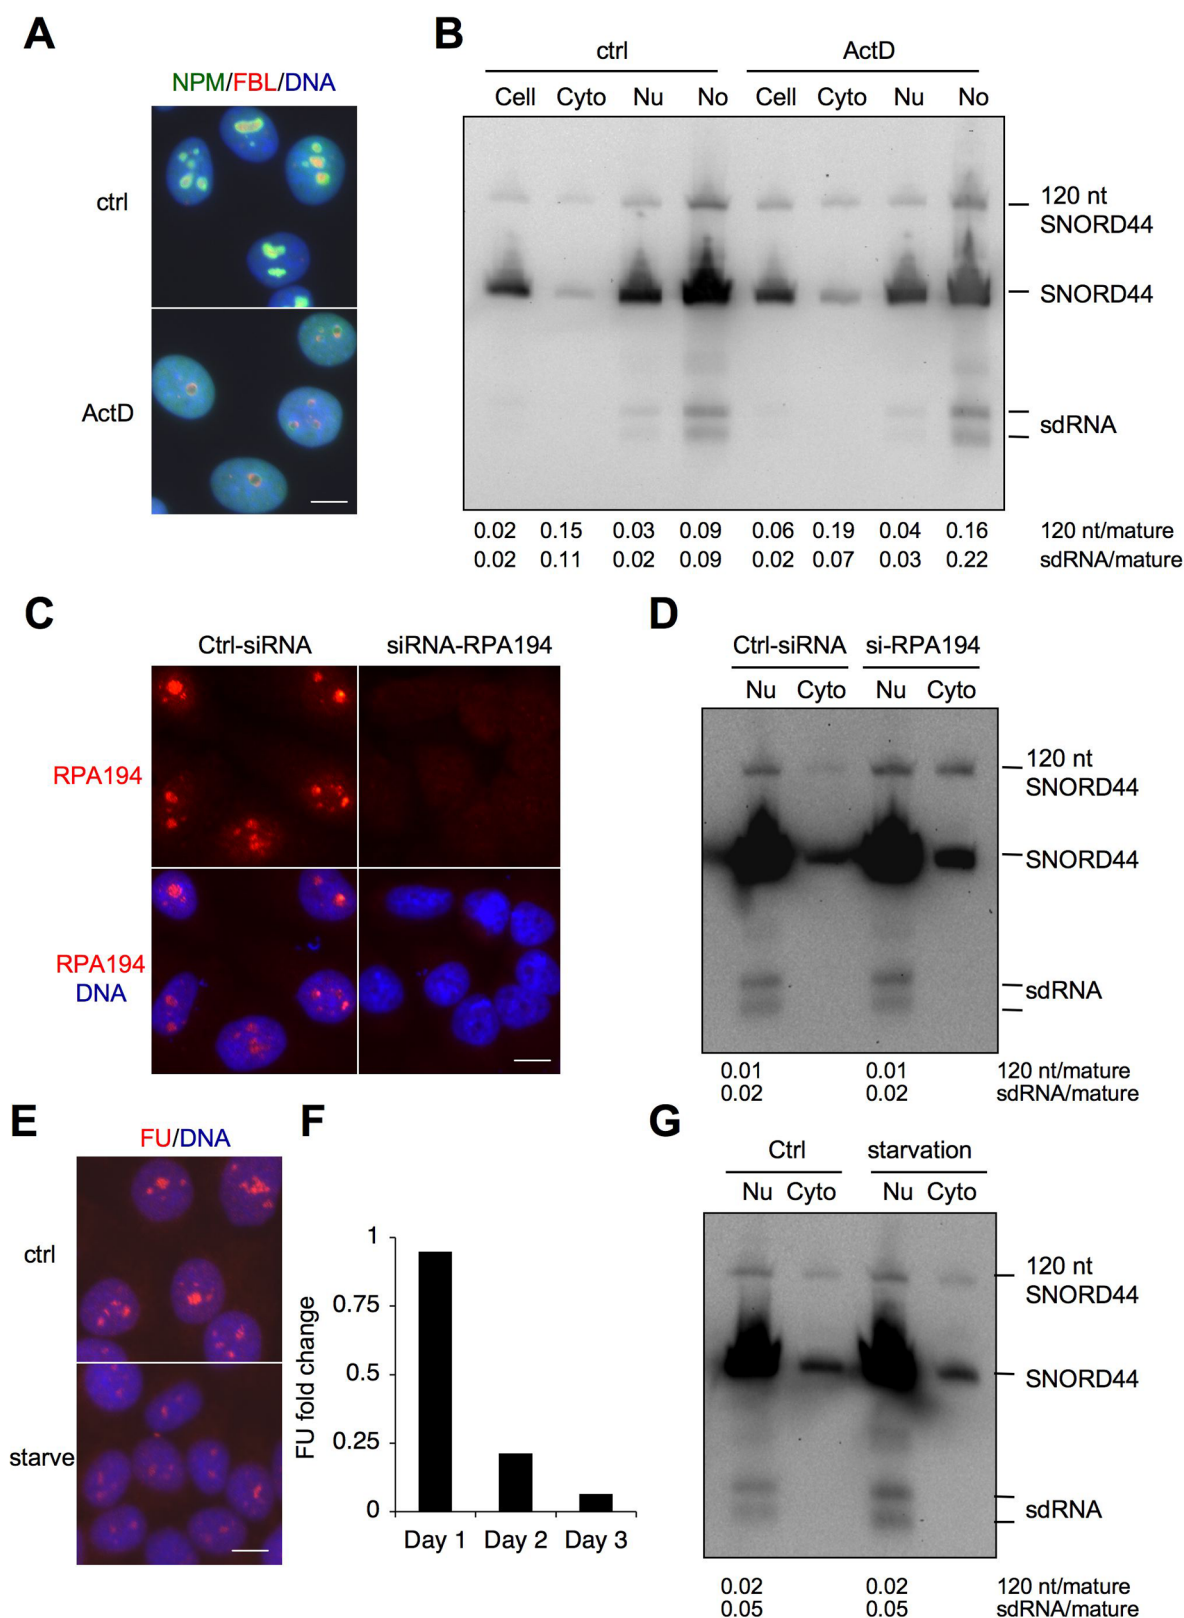 A
NPM/FBL/DNA
ctrl
ActD
B
ctrl ActD
Cell Cyto Nu No Cell Cyto Nu No
120 nt
SNORD44
SNORD44
sdRNA
0.02 0.15 0.03 0.09 0.06 0.19 0.04 0.16 120 nt/mature
0.02 0.11 0.02 0.09 0.02 0.07 0.03 0.22 sdRNA/mature
C
Ctrl-siRNA siRNA-RPA194
RPA194
RPA194
DNA
D
Ctrl-siRNA si-RPA194
Nu Cyto Nu Cyto
120 nt
SNORD44
SNORD44
sdRNA
0.01 0.01 120 nt/mature
0.02 0.02 sdRNA/mature
E
FU/DNA
ctrl
starve
F
FU fold change
1
0.75
0.5
0.25
0
Day 1 Day 2 Day 3
G
Ctrl starvation
Nu Cyto Nu Cyto
120 nt
SNORD44
SNORD44
sdRNA
0.02 0.02 120 nt/mature
0.05 0.05 sdRNA/mature